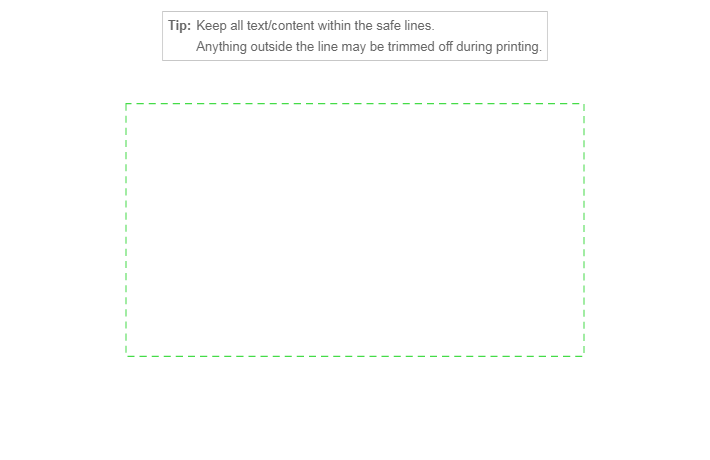 Tip: Keep all text/content within the safe lines.
Anything outside the line may be trimmed off during printing.